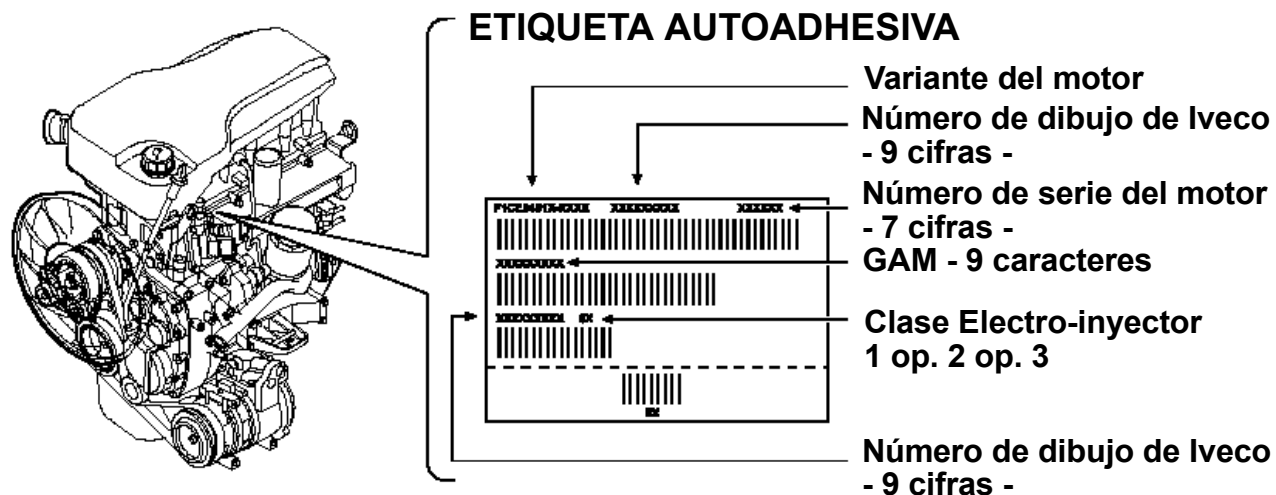 ETIQUETA AUTOADHESIVA
Variante del motor
Número de dibujo de Iveco
- 9 cifras -
Número de serie del motor
- 7 cifras -
GAM - 9 caracteres
Clase Electro-inyector
1 op. 2 op. 3
Número de dibujo de Iveco
- 9 cifras -